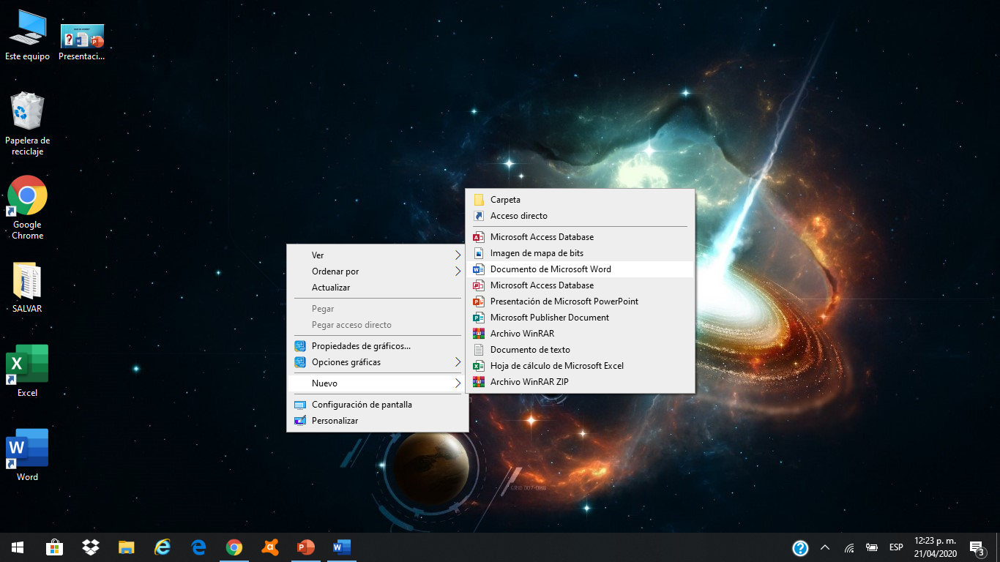 Este equipo
Presentaci...
Papelera de
reciclaje
Google
Chrome
SALVAR
Excel
Word
Ver
Ordenar por
Actualizar
Pegar
Pegar acceso directo
Propiedades de gráficos...
Opciones gráficas
Nuevo
Configuración de pantalla
Personalizar
Carpeta
Acceso directo
Microsoft Access Database
Imagen de mapa de bits
Documento de Microsoft Word
Microsoft Access Database
Presentación de Microsoft PowerPoint
Microsoft Publisher Document
Archivo WinRAR
Documento de texto
Hoja de cálculo de Microsoft Excel
Archivo WinRAR ZIP
ESP
12:23 p. m.
21/04/2020
3